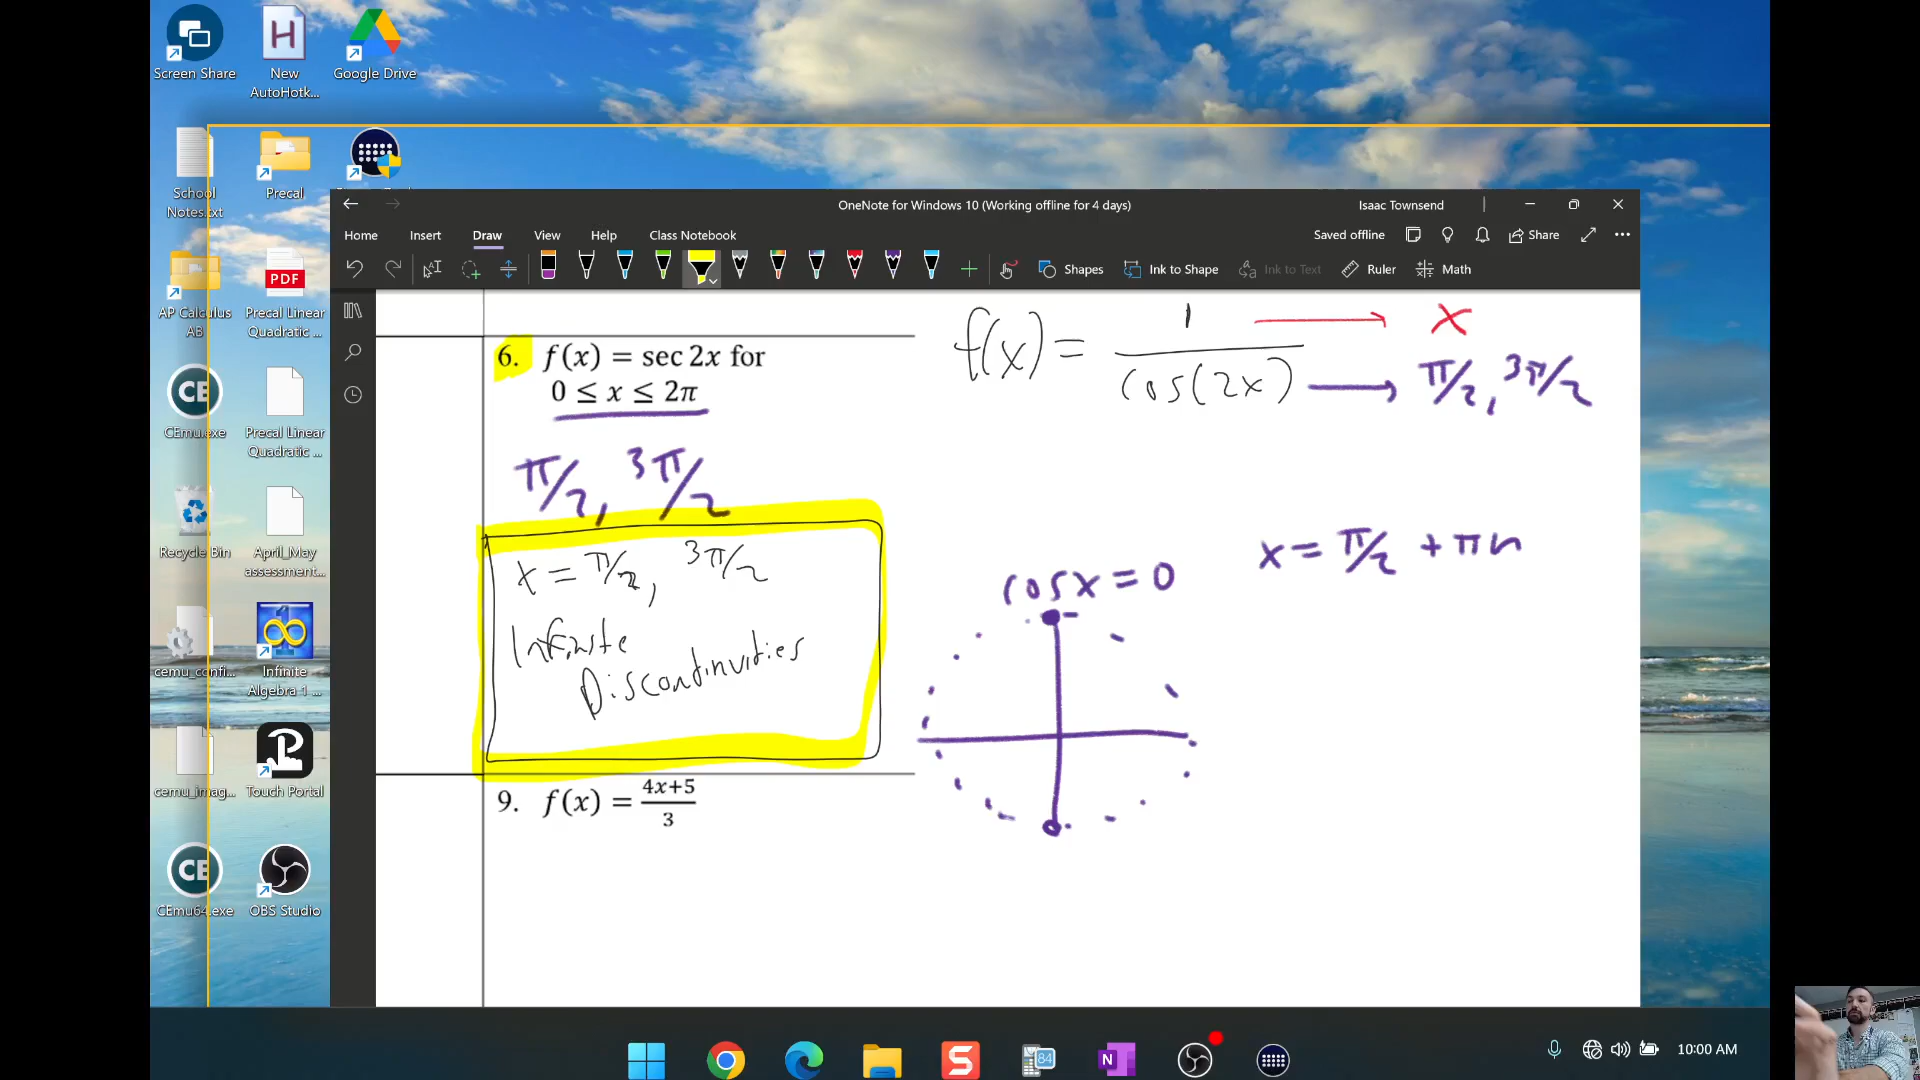 Screen Share
New AutoHotk...
Google Drive
School Notes.txt
Precal
AP Calculus AB
PDF
Precal Linear Quadratic ...
CE
CEmu.exe
Precal Linear Quadratic ...
Recycle Bin
April_May assessment...
cemu_confi...
Infinite Algebra 1 ...
cemu_imag...
Touch Portal
CE
CEmu64.exe
OBS Studio
OneNote for Windows 10 (Working offline for 4 days)
Isaac Townsend
Home Insert Draw View Help Class Notebook
Saved offline
Share
Shapes
Ink to Shape
Ink to Text
Ruler
Math
6. f(x) = sec 2x for
0 ≤ x ≤ 2π
π/2, 3π/2
x = π/2, 3π/2
Infinite
Discontinuities
9. f(x) = (4x+5)/3
f(x) = 1/cos(2x)
→ x
→ π/2, 3π/2
cos x = 0
x = π/2 + πn
84
10:00 AM